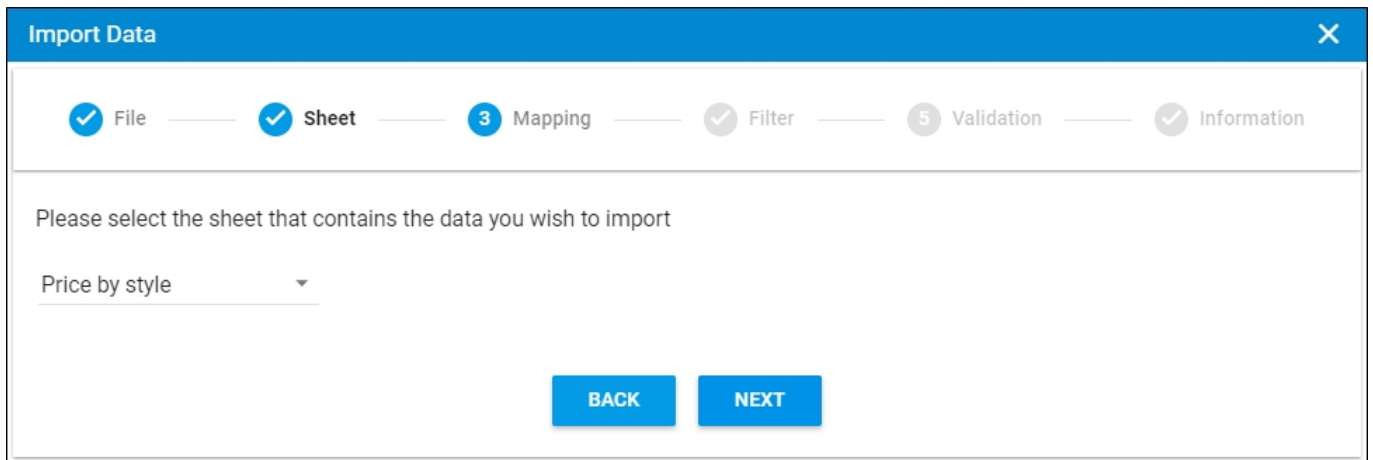 Import Data
File
Sheet
3 Mapping
Filter
5 Validation
Information
Please select the sheet that contains the data you wish to import
Price by style
BACK
NEXT